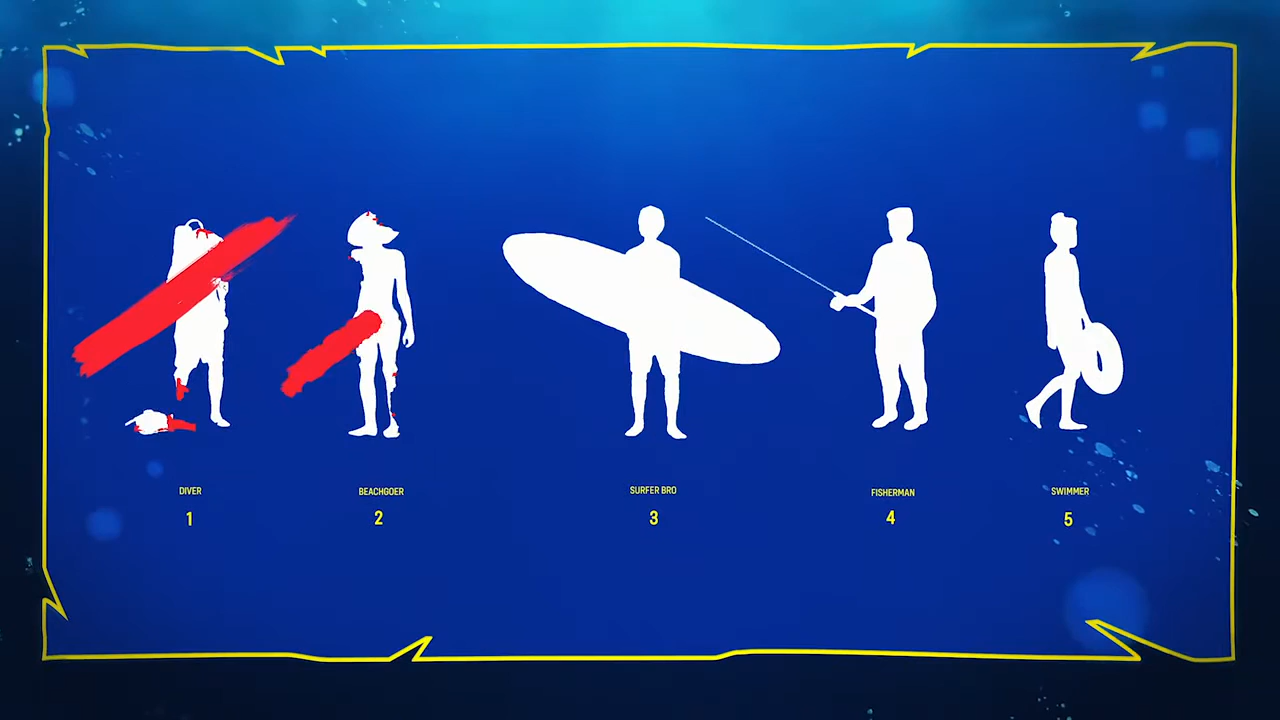 DIVER
1
BEACHGOER
2
SURFER BRO
3
FISHERMAN
4
SWIMMER
5